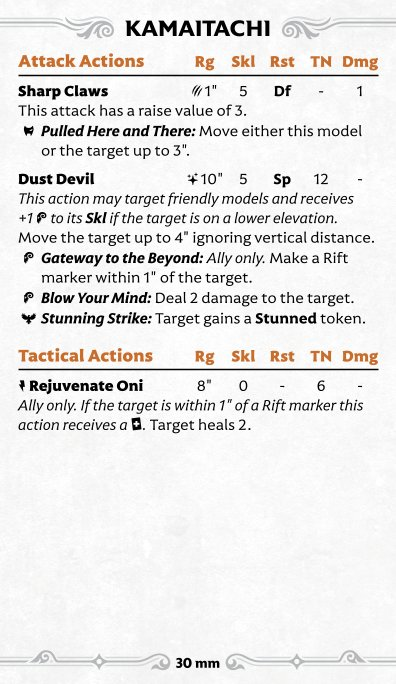 KAMAITACHI
Attack Actions Rg Skl Rst TN Dmg
Sharp Claws 1" 5 Df - 1
This attack has a raise value of 3.
Pulled Here and There: Move either this model
or the target up to 3".
Dust Devil 10" 5 Sp 12 -
This action may target friendly models and receives
+1 to its Skl if the target is on a lower elevation.
Move the target up to 4" ignoring vertical distance.
Gateway to the Beyond: Ally only. Make a Rift
marker within 1" of the target.
Blow Your Mind: Deal 2 damage to the target.
Stunning Strike: Target gains a Stunned token.
Tactical Actions Rg Skl Rst TN Dmg
Rejuvenate Oni 8" 0 - 6 -
Ally only. If the target is within 1" of a Rift marker this
action receives a . Target heals 2.
30 mm